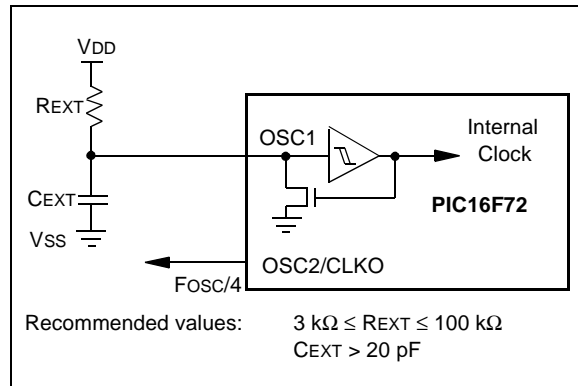 VDD
REXT
OSC1
Internal
Clock
CEXT
PIC16F72
VSS
OSC2/CLKO
FOSC/4
Recommended values: 3 kΩ ≤ REXT ≤ 100 kΩ
CEXT > 20 pF